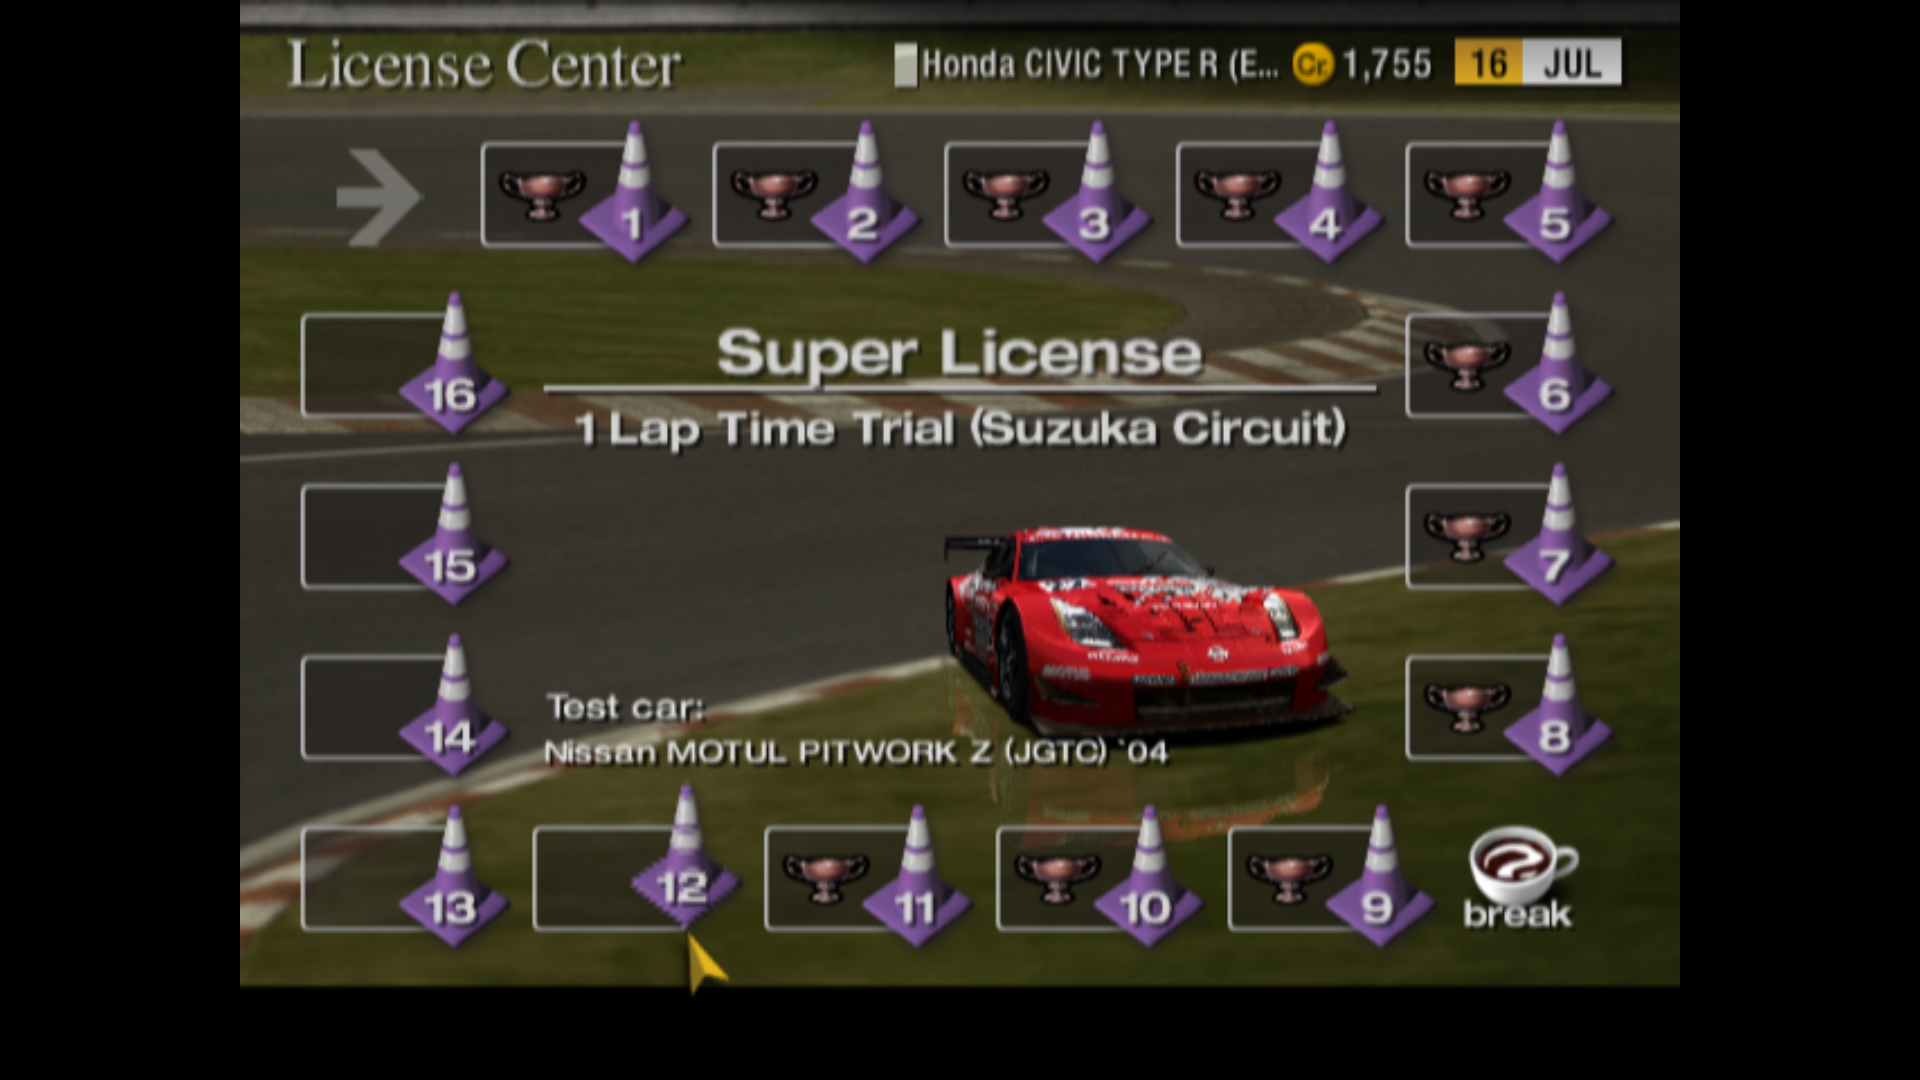 License Center
Honda CIVIC TYPE R (E... Cr. 1,755 16 JUL
1 2 3 4 5
16 Super License 6
1 Lap Time Trial (Suzuka Circuit)
15 7
14 8
Test car:
Nissan MOTUL PITWORK Z (JGTC) `04
13 12 11 10 9 break